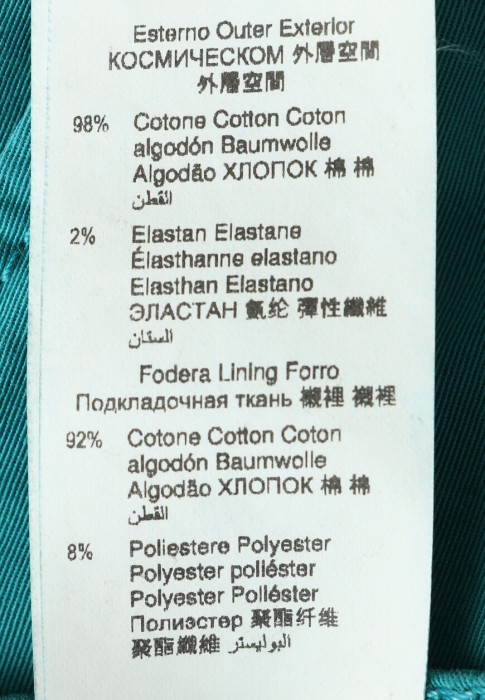 Esterno Outer Exterior
КОСМИЧЕСКОМ 外層空間
外層空間
98% Cotone Cotton Coton
algodón Baumwolle
Algodão ХЛОПОК 棉 棉
القطن
2% Elastan Elastane
Élasthanne elastano
Elasthan Elastano
ЭЛАСТАН 氨纶 彈性纖維
الستان
Fodera Lining Forro
Подкладочная ткань 襯裡 襯裡
92% Cotone Cotton Coton
algodón Baumwolle
Algodão ХЛОПОК 棉 棉
القطن
8% Poliestere Polyester
Polyester poliéster
Polyester Poliéster
Полиэстер 聚酯纤维
聚酯纖維 البوليستر